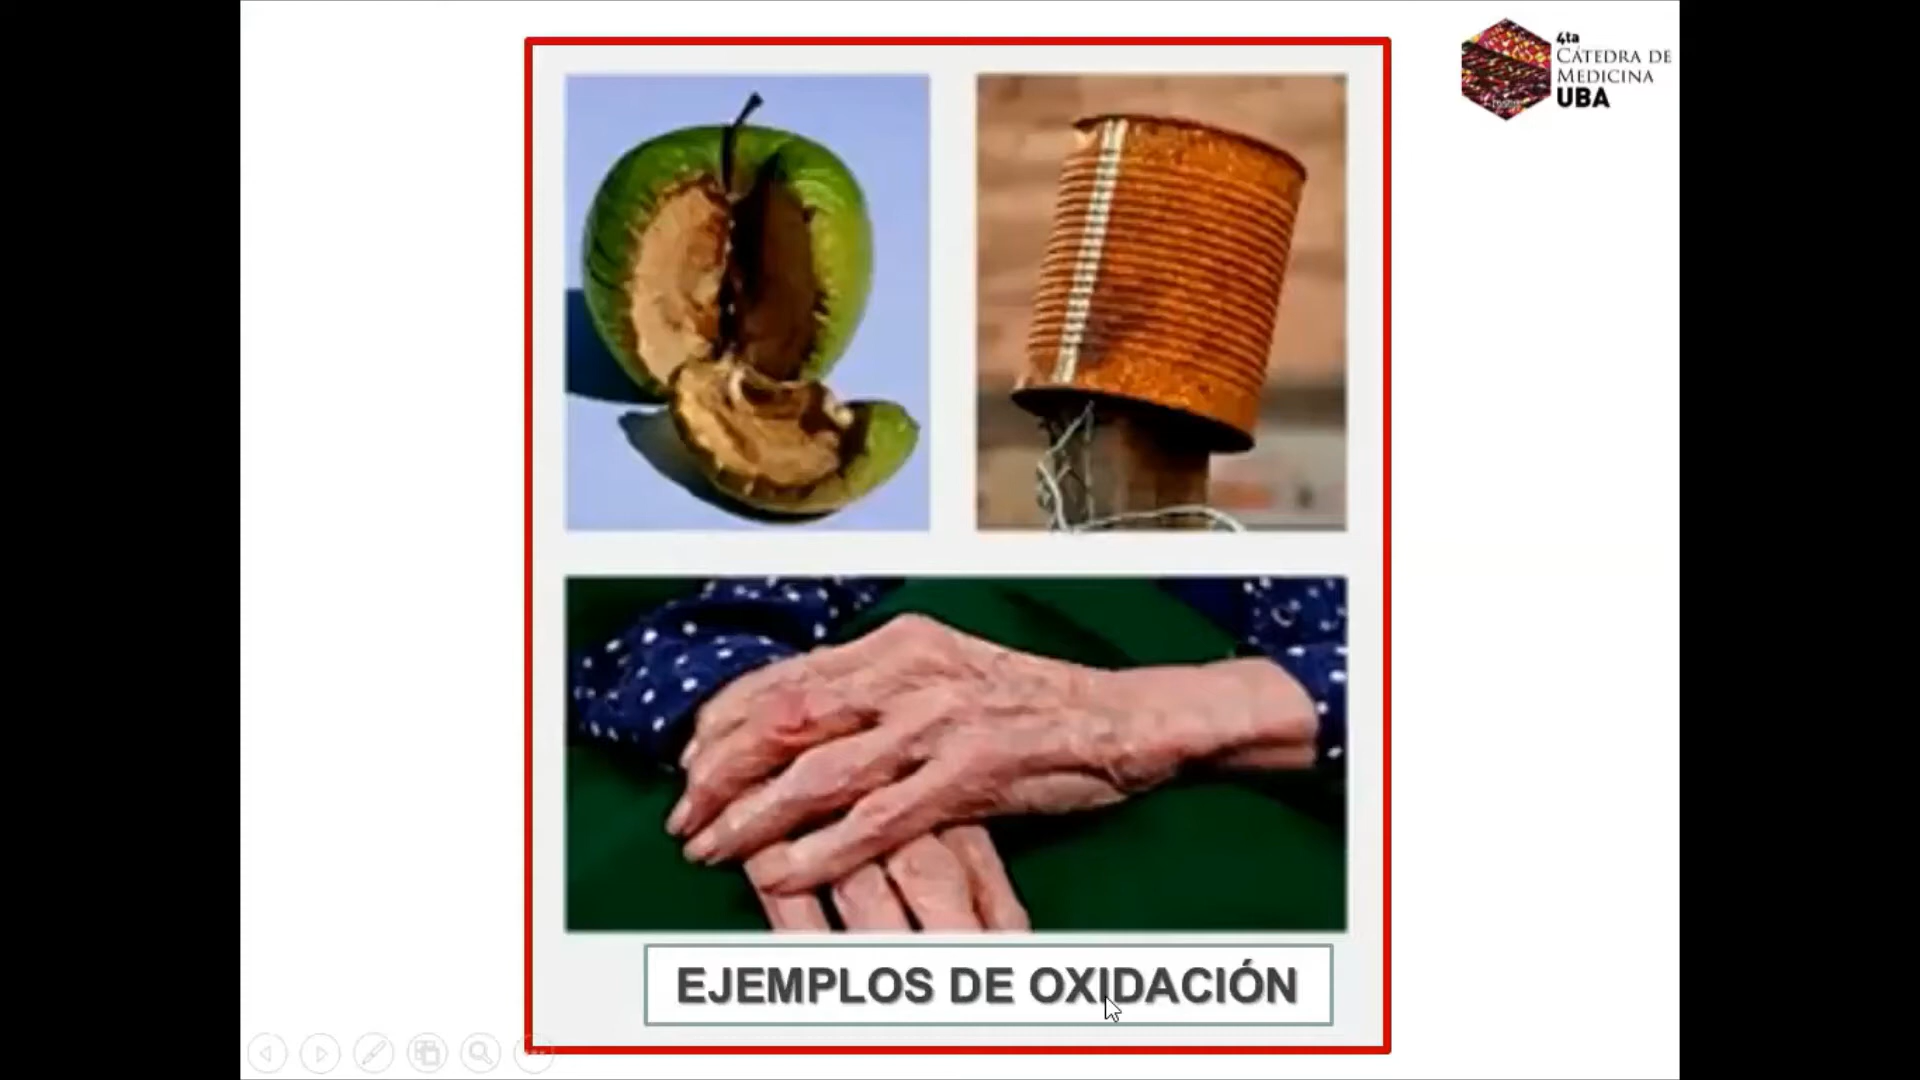 4ta
CÁTEDRA DE
MEDICINA
UBA
EJEMPLOS DE OXIDACIÓN